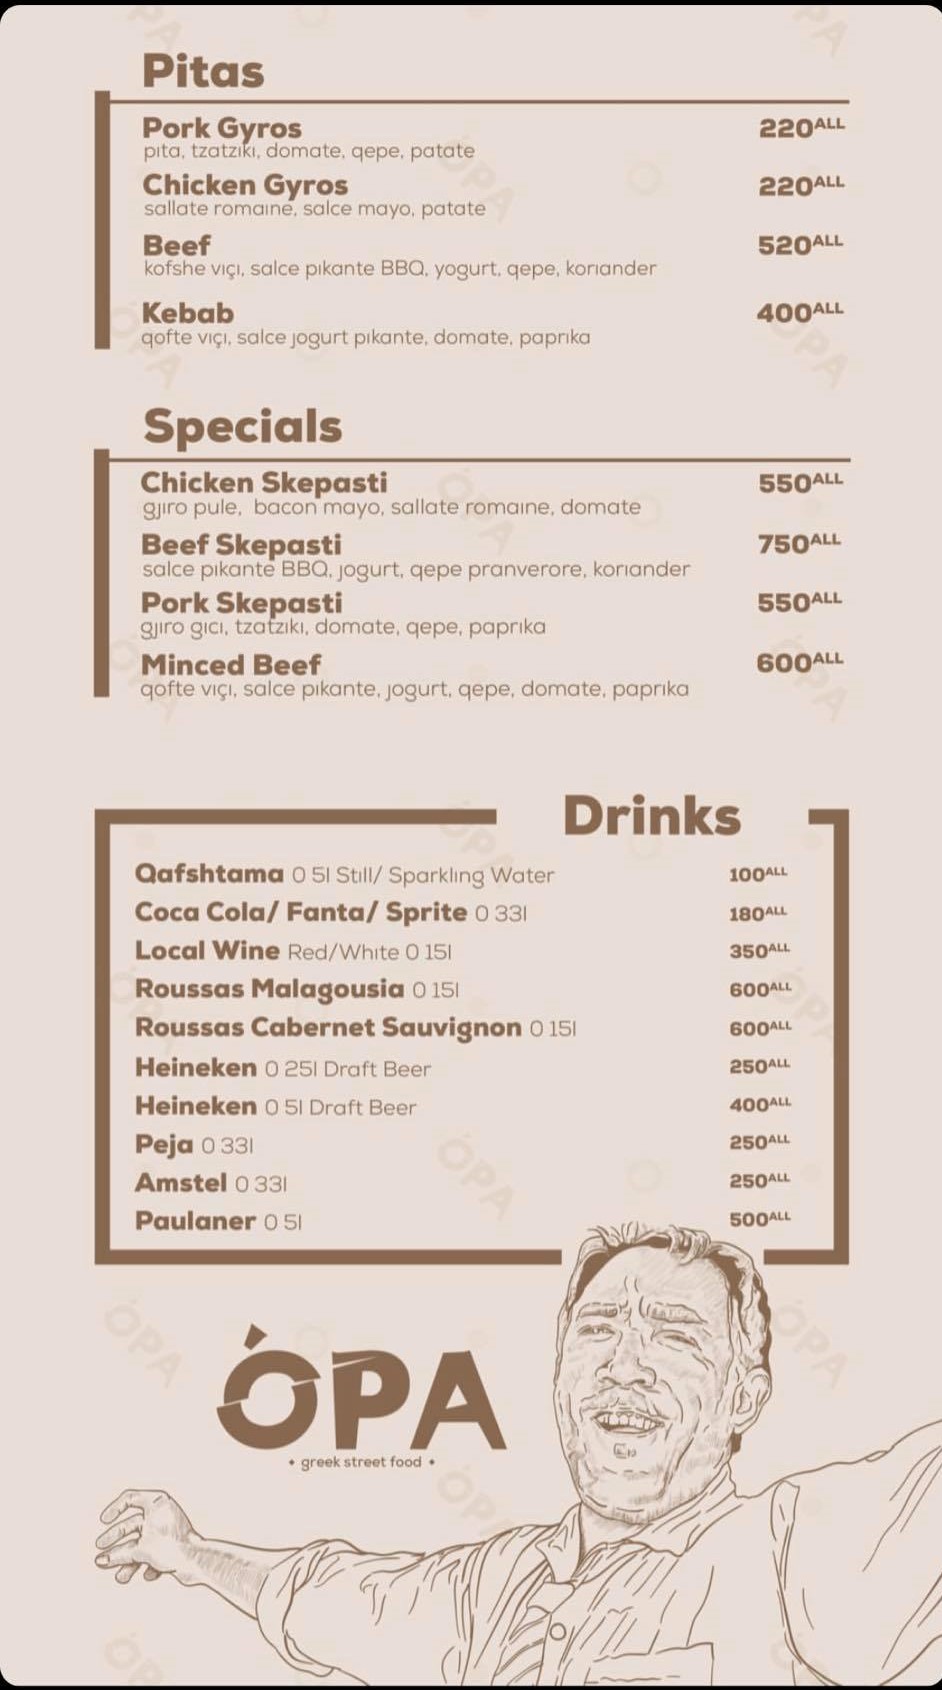 Pitas
Pork Gyros 220ALL
pita, tzatziki, domate, qepe, patate
Chicken Gyros 220ALL
sallate romaine, salce mayo, patate
Beef 520ALL
kofshe viçi, salce pikante BBQ, yogurt, qepe, koriander
Kebab 400ALL
qofte viçi, salce jogurt pikante, domate, paprika
Specials
Chicken Skepasti 550ALL
gjiro pule, bacon mayo, sallate romaine, domate
Beef Skepasti 750ALL
salce pikante BBQ, jogurt, qepe pranverore, koriander
Pork Skepasti 550ALL
gjiro gici, tzatziki, domate, qepe, paprika
Minced Beef 600ALL
qofte viçi, salce pikante, jogurt, qepe, domate, paprika
Drinks
Qafshtama 0 5l Still/ Sparkling Water 100ALL
Coca Cola/ Fanta/ Sprite 0 33l 180ALL
Local Wine Red/White 0 15l 350ALL
Roussas Malagousia 0 15l 600ALL
Roussas Cabernet Sauvignon 0 15l 600ALL
Heineken 0 25l Draft Beer 250ALL
Heineken 0 5l Draft Beer 400ALL
Peja 0 33l 250ALL
Amstel 0 33l 250ALL
Paulaner 0 5l 500ALL
ÓPA
• greek street food •